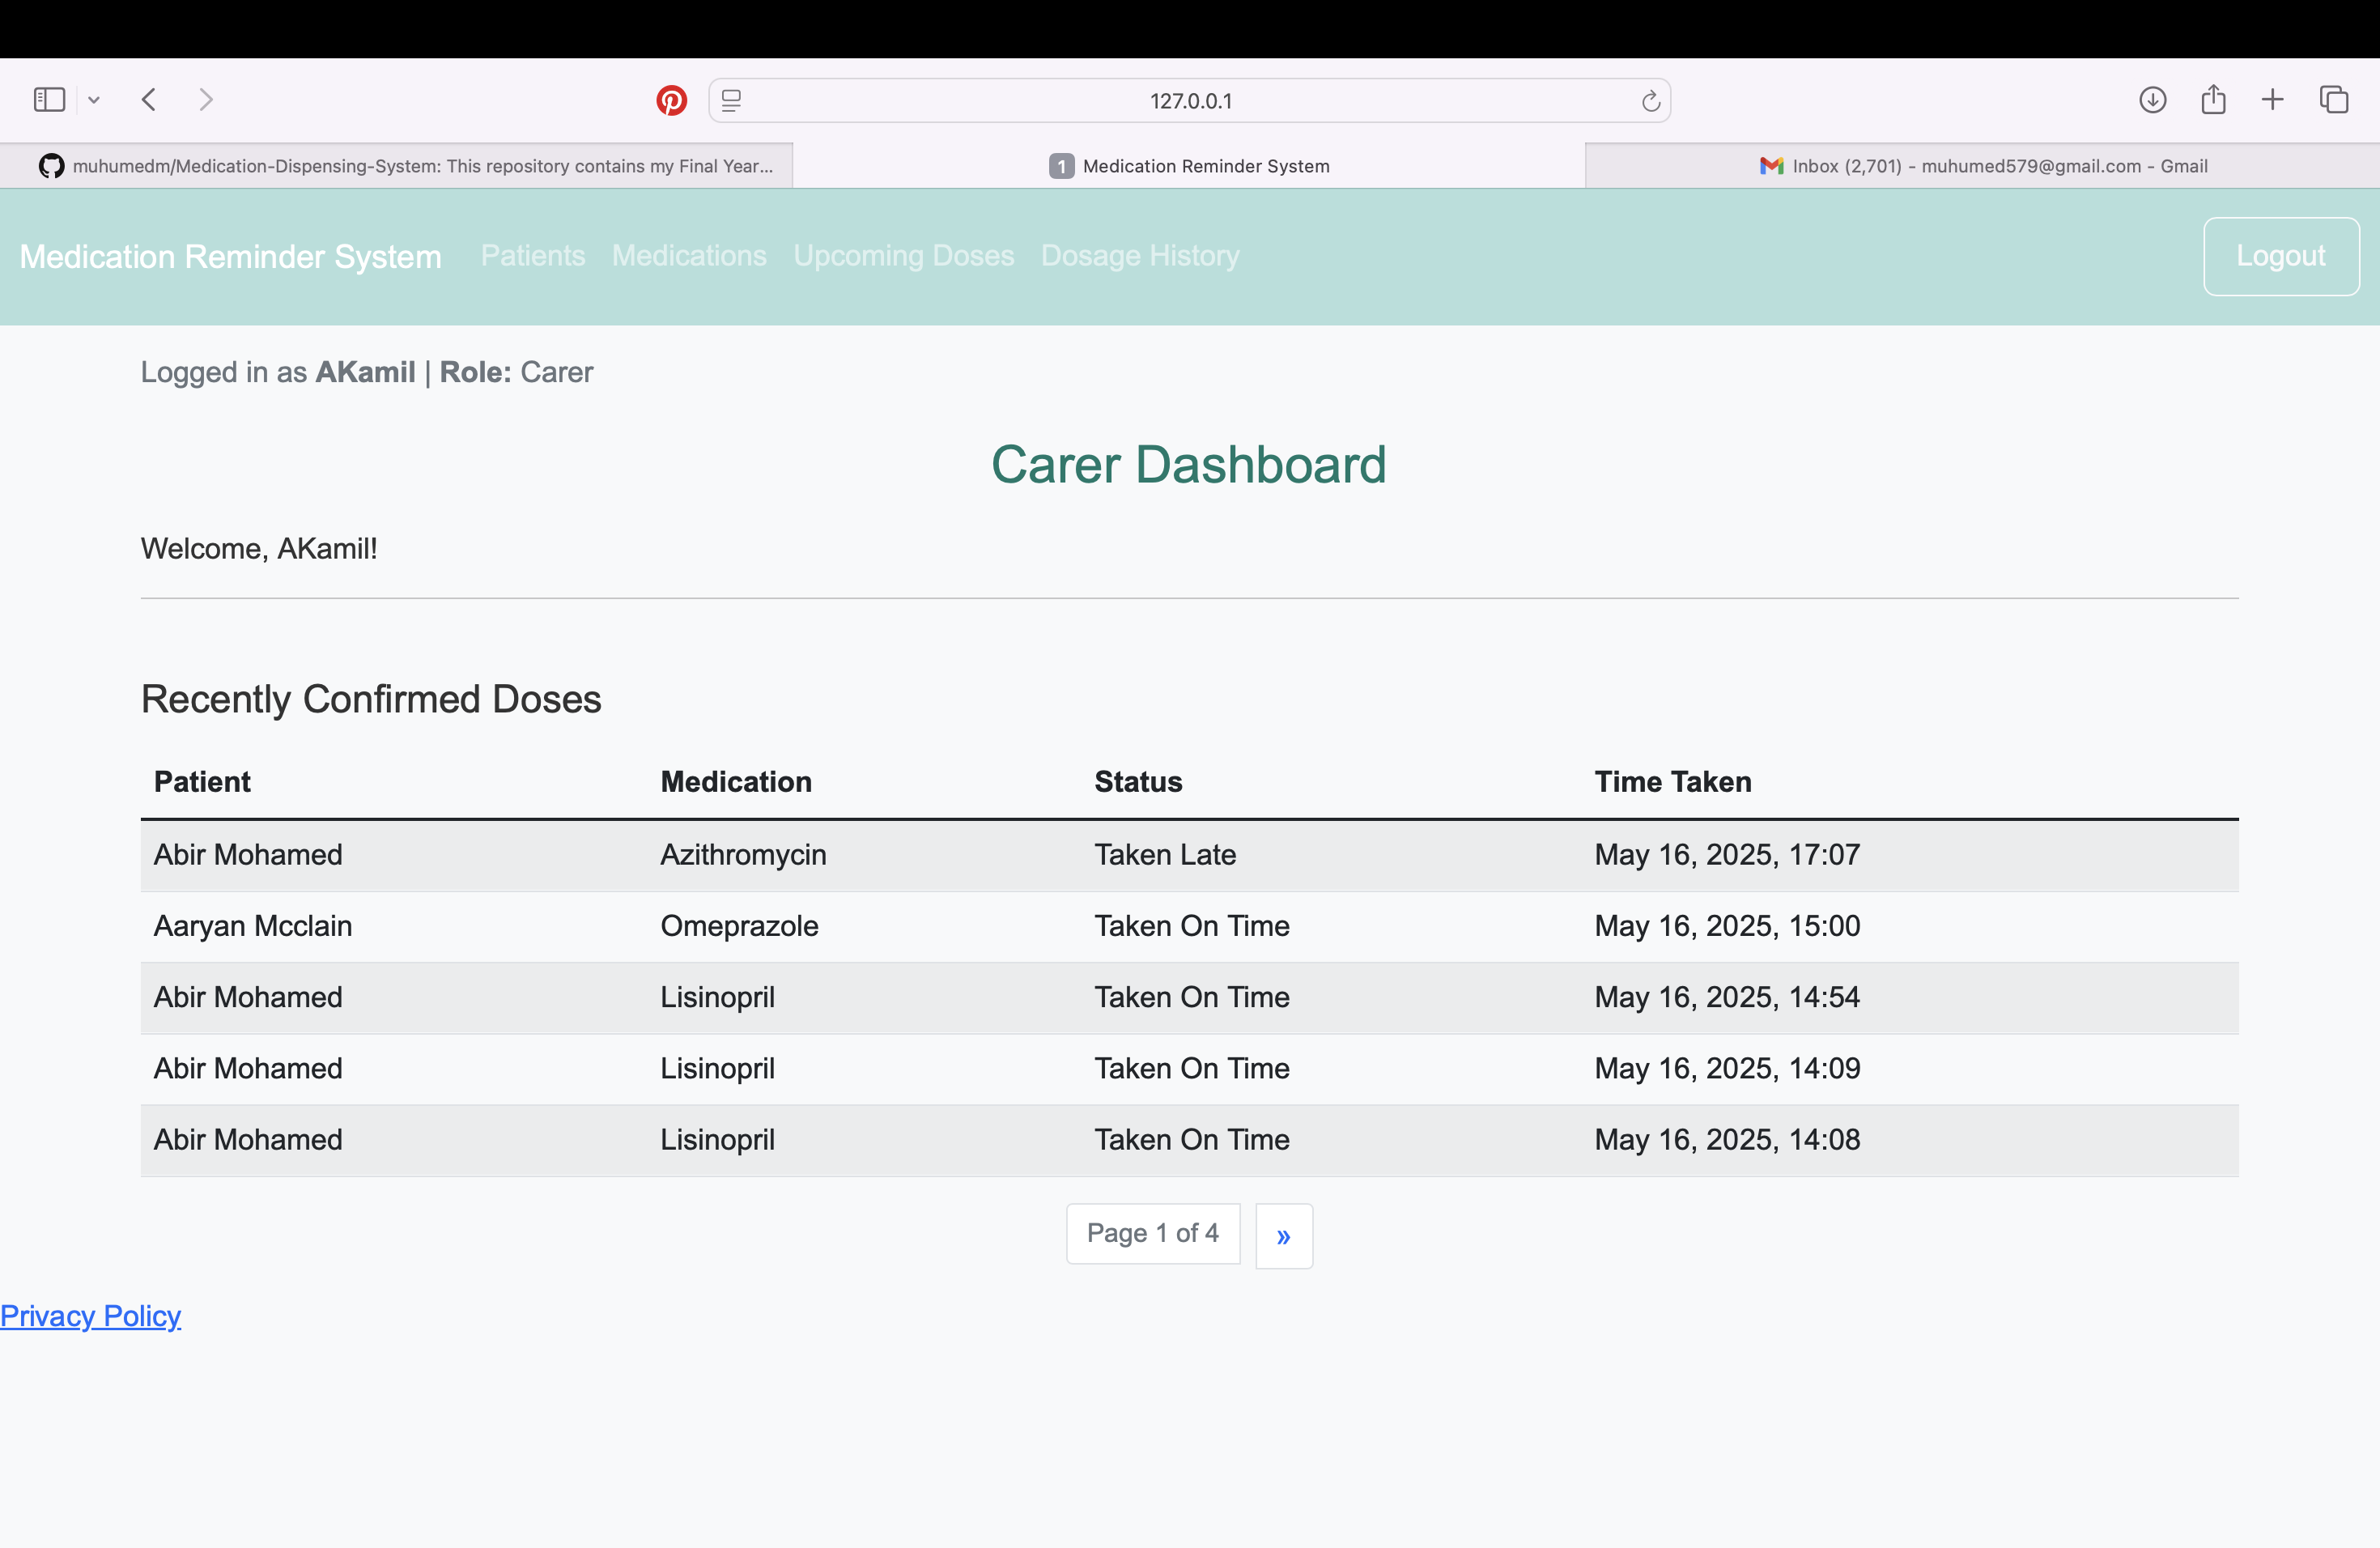 127.0.0.1
muhumedm/Medication-Dispensing-System: This repository contains my Final Year...
1 Medication Reminder System
Inbox (2,701) - muhumed579@gmail.com - Gmail
Medication Reminder System Patients Medications Upcoming Doses Dosage History Logout
Logged in as AKamil | Role: Carer
Carer Dashboard
Welcome, AKamil!
Recently Confirmed Doses
Patient Medication Status Time Taken
Abir Mohamed Azithromycin Taken Late May 16, 2025, 17:07
Aaryan Mcclain Omeprazole Taken On Time May 16, 2025, 15:00
Abir Mohamed Lisinopril Taken On Time May 16, 2025, 14:54
Abir Mohamed Lisinopril Taken On Time May 16, 2025, 14:09
Abir Mohamed Lisinopril Taken On Time May 16, 2025, 14:08
Page 1 of 4 »
Privacy Policy